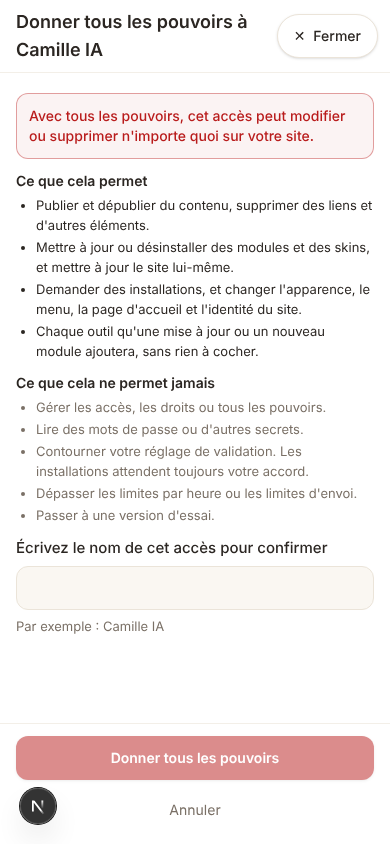 Donner tous les pouvoirs à
Camille IA
✕ Fermer
Avec tous les pouvoirs, cet accès peut modifier
ou supprimer n'importe quoi sur votre site.
Ce que cela permet
• Publier et dépublier du contenu, supprimer des liens et
d'autres éléments.
• Mettre à jour ou désinstaller des modules et des skins,
et mettre à jour le site lui-même.
• Demander des installations, et changer l'apparence, le
menu, la page d'accueil et l'identité du site.
• Chaque outil qu'une mise à jour ou un nouveau
module ajoutera, sans rien à cocher.
Ce que cela ne permet jamais
• Gérer les accès, les droits ou tous les pouvoirs.
• Lire des mots de passe ou d'autres secrets.
• Contourner votre réglage de validation. Les
installations attendent toujours votre accord.
• Dépasser les limites par heure ou les limites d'envoi.
• Passer à une version d'essai.
Écrivez le nom de cet accès pour confirmer
Par exemple : Camille IA
Donner tous les pouvoirs
N
Annuler